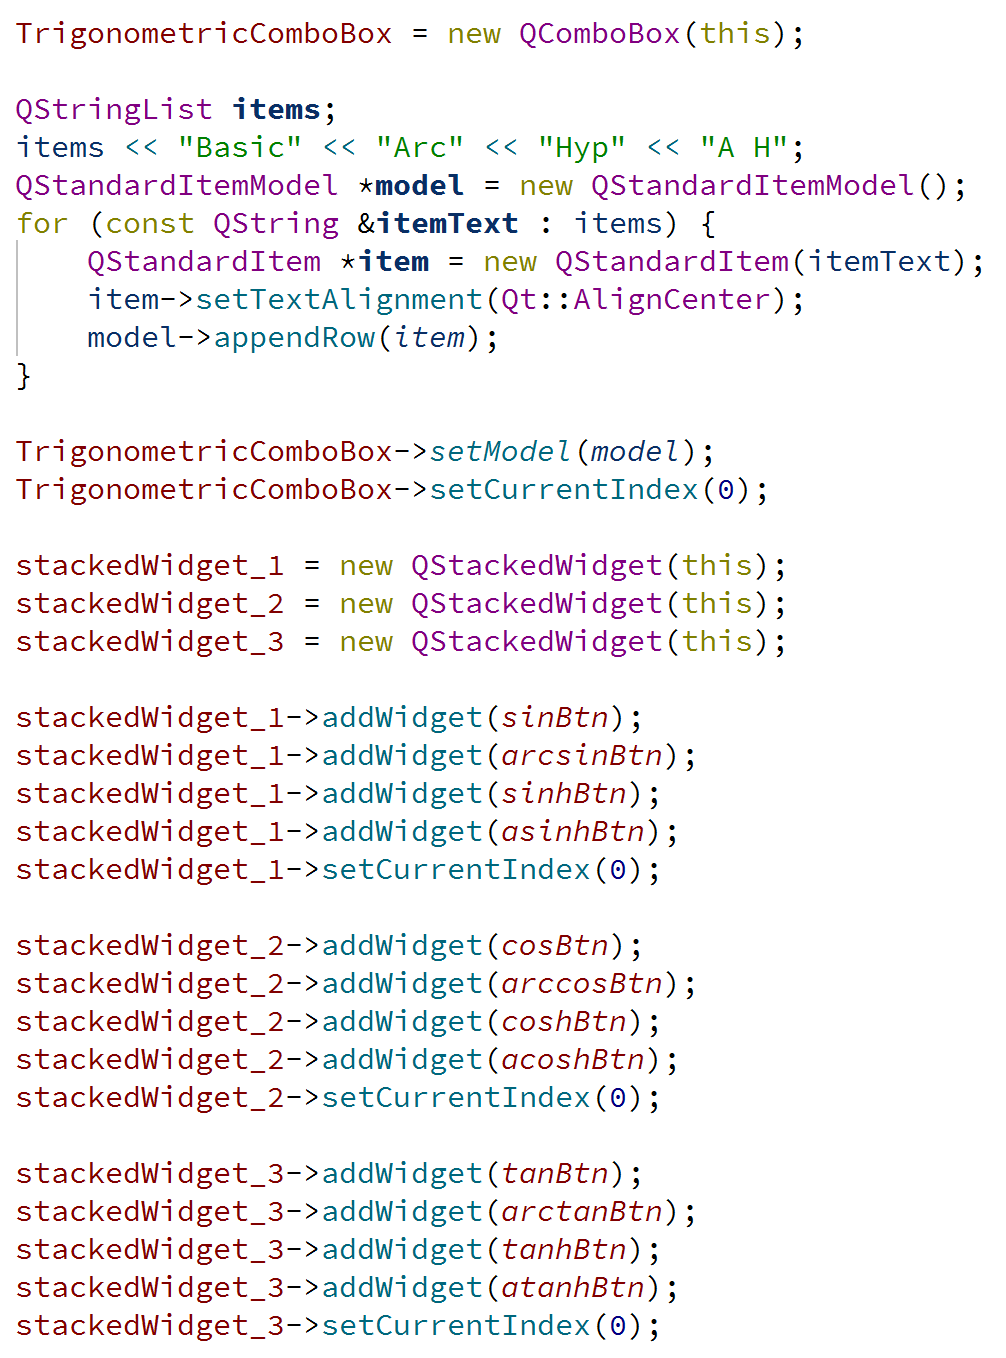 TrigonometricComboBox = new QComboBox(this);

QStringList items;
items << "Basic" << "Arc" << "Hyp" << "A H";
QStandardItemModel *model = new QStandardItemModel();
for (const QString &itemText : items) {
    QStandardItem *item = new QStandardItem(itemText);
    item->setTextAlignment(Qt::AlignCenter);
    model->appendRow(item);
}

TrigonometricComboBox->setModel(model);
TrigonometricComboBox->setCurrentIndex(0);

stackedWidget_1 = new QStackedWidget(this);
stackedWidget_2 = new QStackedWidget(this);
stackedWidget_3 = new QStackedWidget(this);

stackedWidget_1->addWidget(sinBtn);
stackedWidget_1->addWidget(arcsinBtn);
stackedWidget_1->addWidget(sinhBtn);
stackedWidget_1->addWidget(asinhBtn);
stackedWidget_1->setCurrentIndex(0);

stackedWidget_2->addWidget(cosBtn);
stackedWidget_2->addWidget(arccosBtn);
stackedWidget_2->addWidget(coshBtn);
stackedWidget_2->addWidget(acoshBtn);
stackedWidget_2->setCurrentIndex(0);

stackedWidget_3->addWidget(tanBtn);
stackedWidget_3->addWidget(arctanBtn);
stackedWidget_3->addWidget(tanhBtn);
stackedWidget_3->addWidget(atanhBtn);
stackedWidget_3->setCurrentIndex(0);